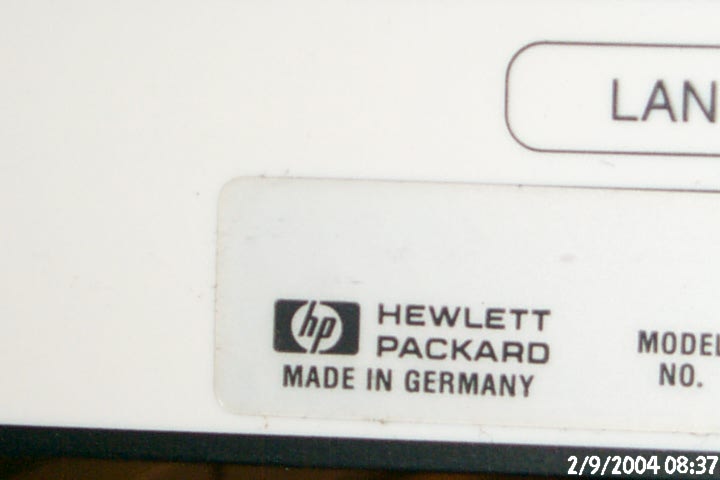 LAN
hp HEWLETT
PACKARD
MADE IN GERMANY
MODEL
NO.
2/9/2004 08:37